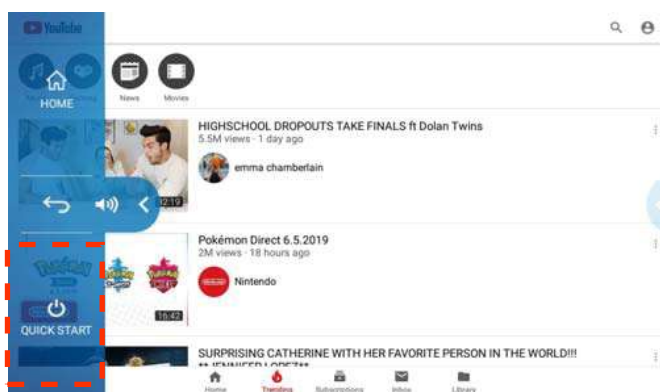 YouTube
HOME
News
Movies
HIGHSCHOOL DROPOUTS TAKE FINALS ft Dolan Twins
5.5M views · 1 day ago
emma chamberlain
Pokémon Direct 6.5.2019
2M views · 18 hours ago
Nintendo
16:42
QUICK START
SURPRISING CATHERINE WITH HER FAVORITE PERSON IN THE WORLD!!!
** JENNIFER LOPEZ**
Home
Trending
Subscriptions
Inbox
Library